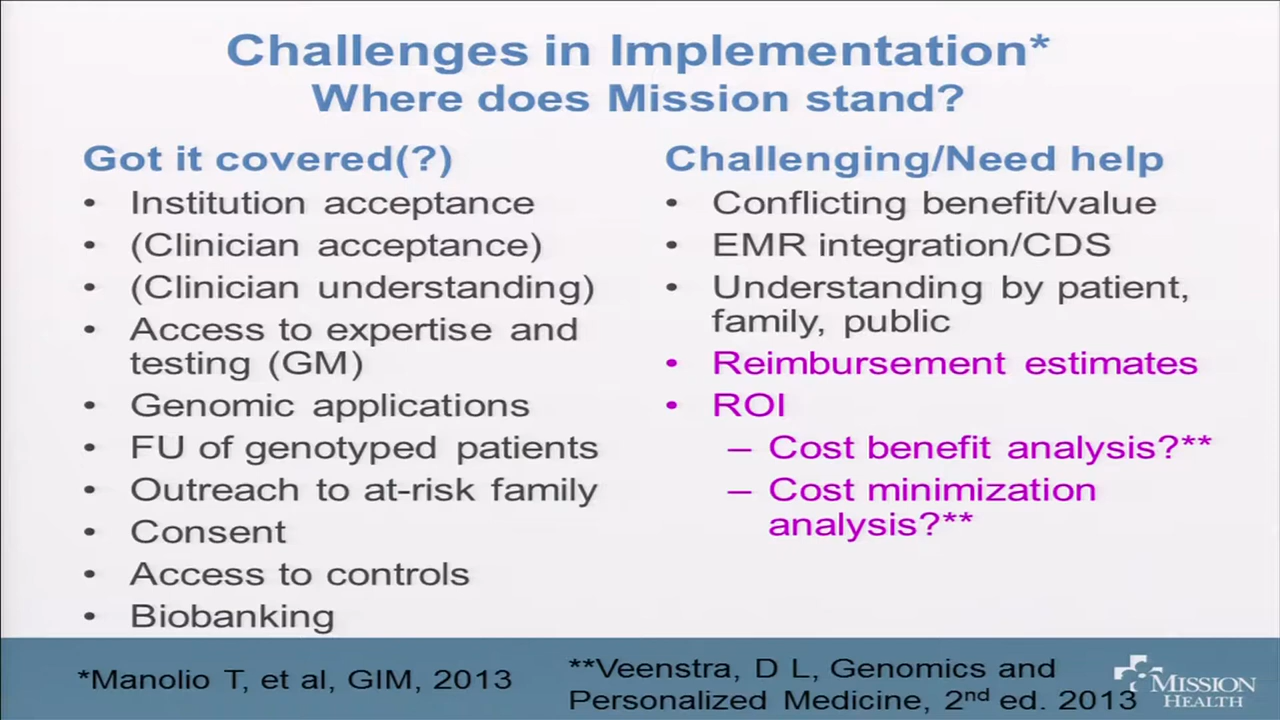 Challenges in Implementation*
Where does Mission stand?
Got it covered(?)
• Institution acceptance
• (Clinician acceptance)
• (Clinician understanding)
• Access to expertise and
testing (GM)
• Genomic applications
• FU of genotyped patients
• Outreach to at-risk family
• Consent
• Access to controls
• Biobanking
Challenging/Need help
• Conflicting benefit/value
• EMR integration/CDS
• Understanding by patient,
family, public
• Reimbursement estimates
• ROI
– Cost benefit analysis?**
– Cost minimization
analysis?**
*Manolio T, et al, GIM, 2013
**Veenstra, D L, Genomics and
Personalized Medicine, 2nd ed. 2013
MISSION
HEALTH